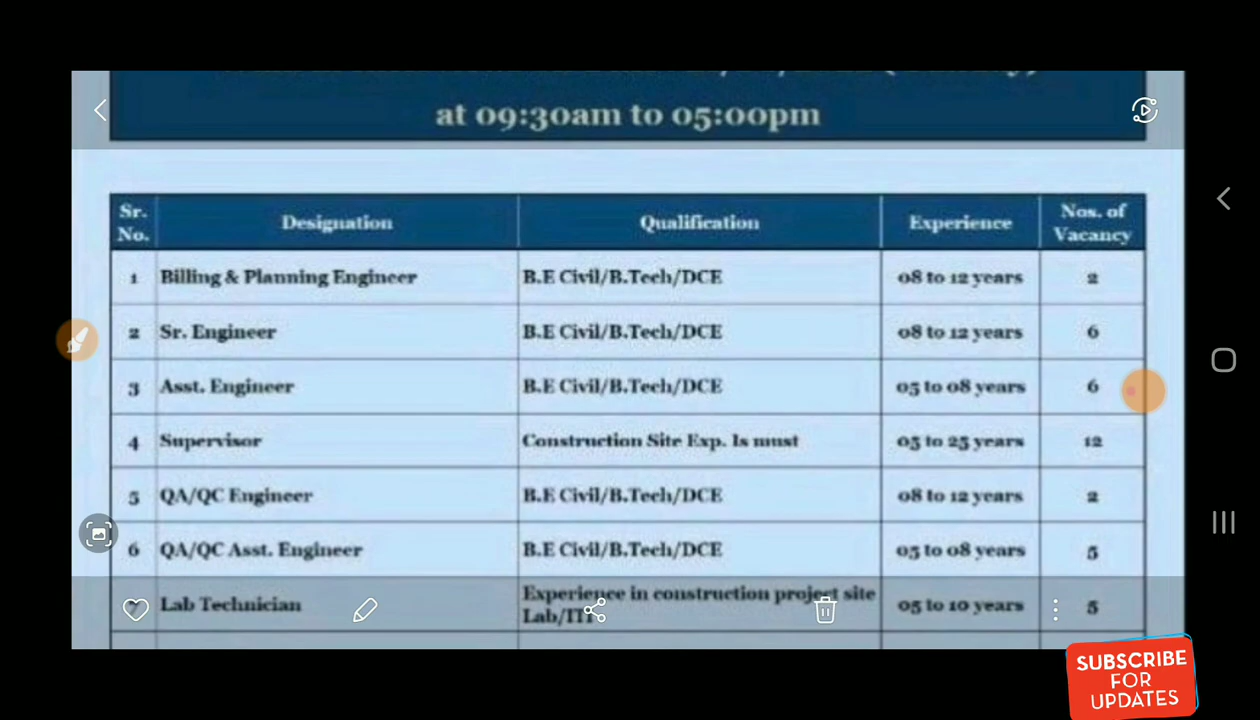 at 09:30am to 05:00pm
Sr. No. Designation Qualification Experience Nos. of Vacancy
1 Billing & Planning Engineer B.E Civil/B.Tech/DCE 08 to 12 years 2
2 Sr. Engineer B.E Civil/B.Tech/DCE 08 to 12 years 6
3 Asst. Engineer B.E Civil/B.Tech/DCE 05 to 08 years 6
4 Supervisor Construction Site Exp. Is must 05 to 25 years 12
5 QA/QC Engineer B.E Civil/B.Tech/DCE 08 to 12 years 2
6 QA/QC Asst. Engineer B.E Civil/B.Tech/DCE 05 to 08 years 5
Lab Technician Experience in construction project site Lab/ITI 05 to 10 years 5
SUBSCRIBE
FOR
UPDATES